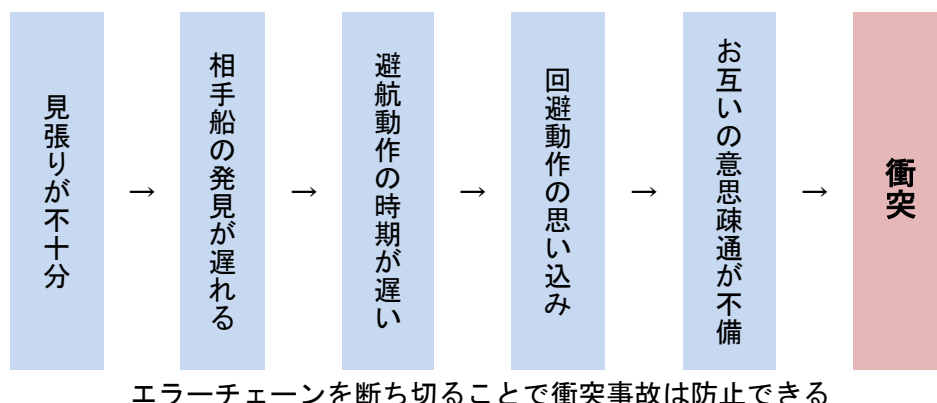 見張りが不十分
→
相手船の発見が遅れる
→
避航動作の時期が遅い
→
回避動作の思い込み
→
お互いの意思疎通が不備
→
衝突
エラーチェーンを断ち切ることで衝突事故は防止できる